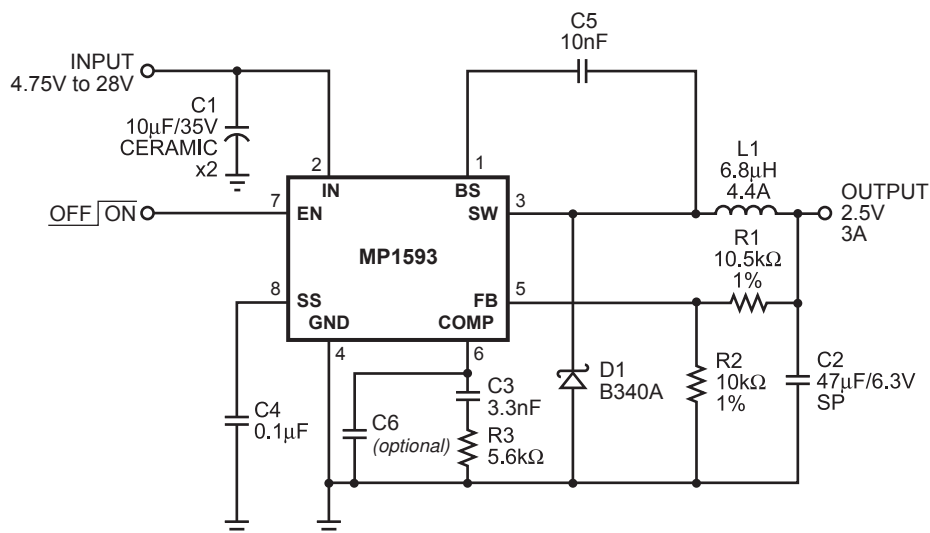 C5
10nF
INPUT
4.75V to 28V
C1
10µF/35V
CERAMIC
x2
2
1
L1
6.8µH
4.4A
IN
BS
7
EN
SW
3
OUTPUT
2.5V
3A
OFF ON
MP1593
R1
10.5kΩ
1%
8
SS
FB
5
GND
COMP
4
6
C4
0.1µF
C6
(optional)
C3
3.3nF
R3
5.6kΩ
D1
B340A
R2
10kΩ
1%
C2
47µF/6.3V
SP